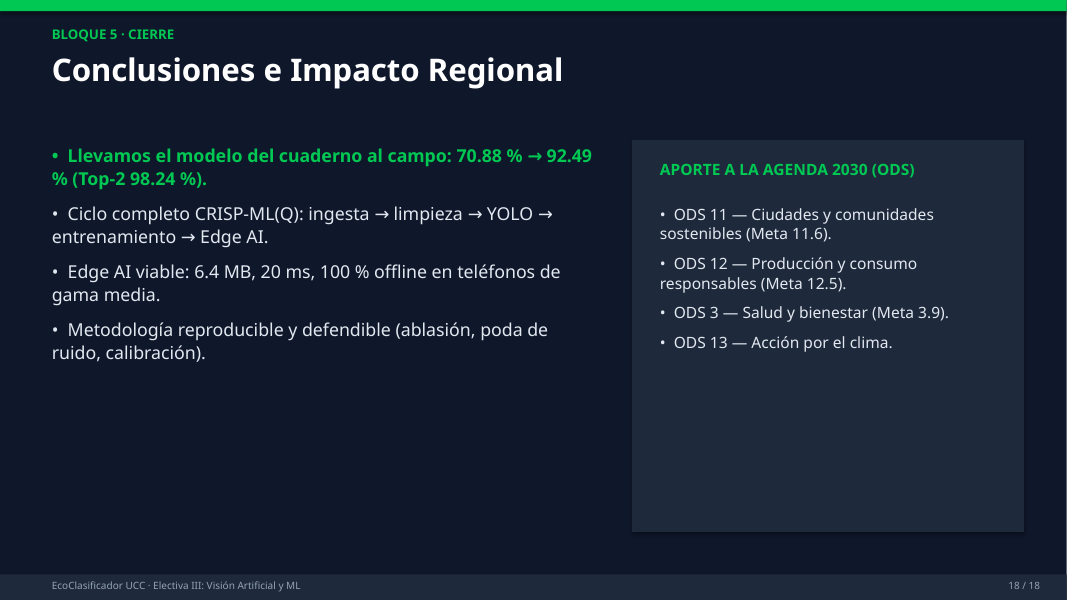 BLOQUE 5 · CIERRE
Conclusiones e Impacto Regional
• Llevamos el modelo del cuaderno al campo: 70.88 % → 92.49
% (Top-2 98.24 %).
• Ciclo completo CRISP-ML(Q): ingesta → limpieza → YOLO →
entrenamiento → Edge AI.
• Edge AI viable: 6.4 MB, 20 ms, 100 % offline en teléfonos de
gama media.
• Metodología reproducible y defendible (ablasión, poda de
ruido, calibración).
APORTE A LA AGENDA 2030 (ODS)
• ODS 11 — Ciudades y comunidades
sostenibles (Meta 11.6).
• ODS 12 — Producción y consumo
responsables (Meta 12.5).
• ODS 3 — Salud y bienestar (Meta 3.9).
• ODS 13 — Acción por el clima.
EcoClasificador UCC · Electiva III: Visión Artificial y ML
18 / 18